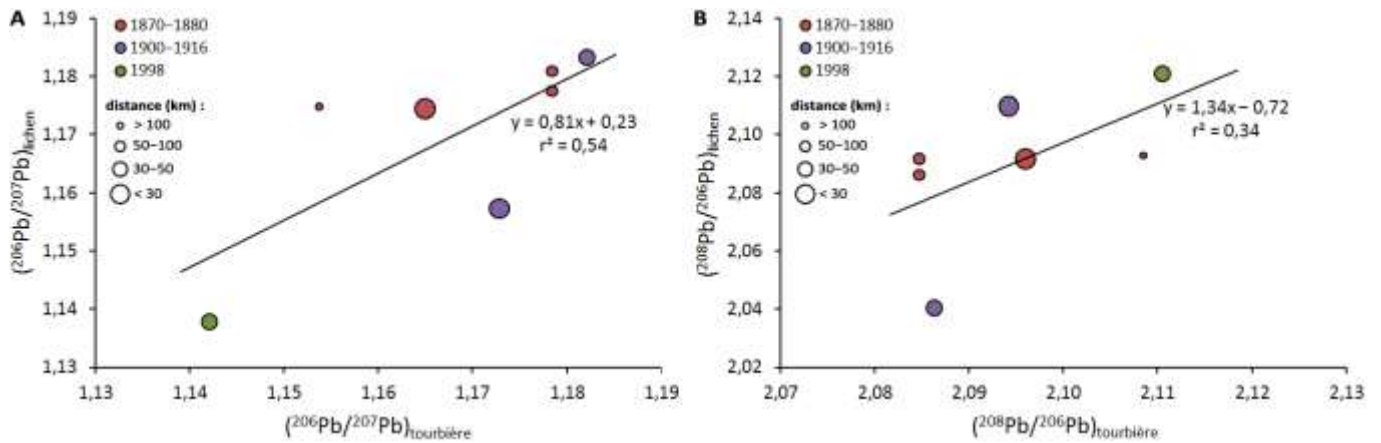 A
1,19
1,18
1,17
1,16
1,15
1,14
1,13
1,13 1,14 1,15 1,16 1,17 1,18 1,19
(206Pb/207Pb)lichen
(206Pb/207Pb)tourbière
1870–1880
1900–1916
1998
distance (km) :
> 100
50–100
30–50
< 30
y = 0,81x + 0,23
r² = 0,54
B
2,14
2,12
2,10
2,08
2,06
2,04
2,02
2,07 2,08 2,09 2,10 2,11 2,12 2,13
(208Pb/206Pb)lichen
(208Pb/206Pb)tourbière
1870–1880
1900–1916
1998
distance (km) :
> 100
50–100
30–50
< 30
y = 1,34x – 0,72
r² = 0,34